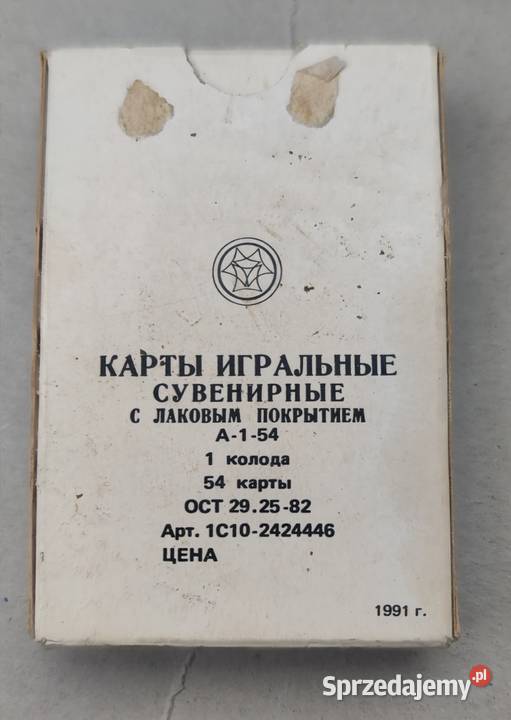 КАРТЫ ИГРАЛЬНЫЕ
СУВЕНИРНЫЕ
С ЛАКОВЫМ ПОКРЫТИЕМ
А-1-54
1 колода
54 карты
ОСТ 29.25-82
Арт. 1С10-2424446
ЦЕНА
1991 г.
Sprzedajemy.pl